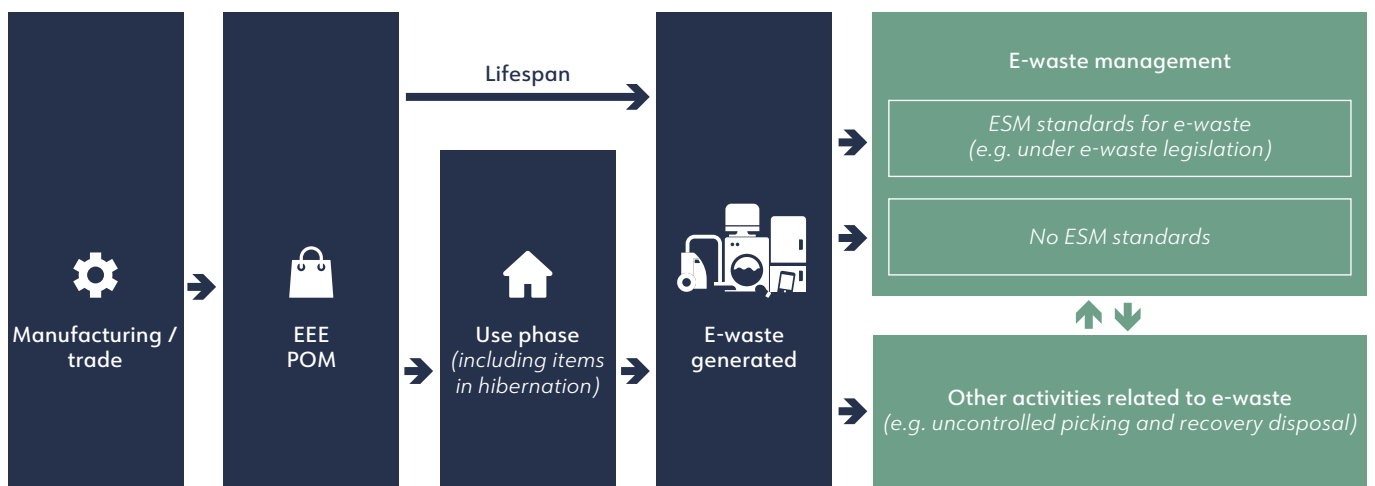 Manufacturing /
trade
EEE
POM
Lifespan
Use phase
(including items
in hibernation)
E-waste
generated
E-waste management
ESM standards for e-waste
(e.g. under e-waste legislation)
No ESM standards
Other activities related to e-waste
(e.g. uncontrolled picking and recovery disposal)